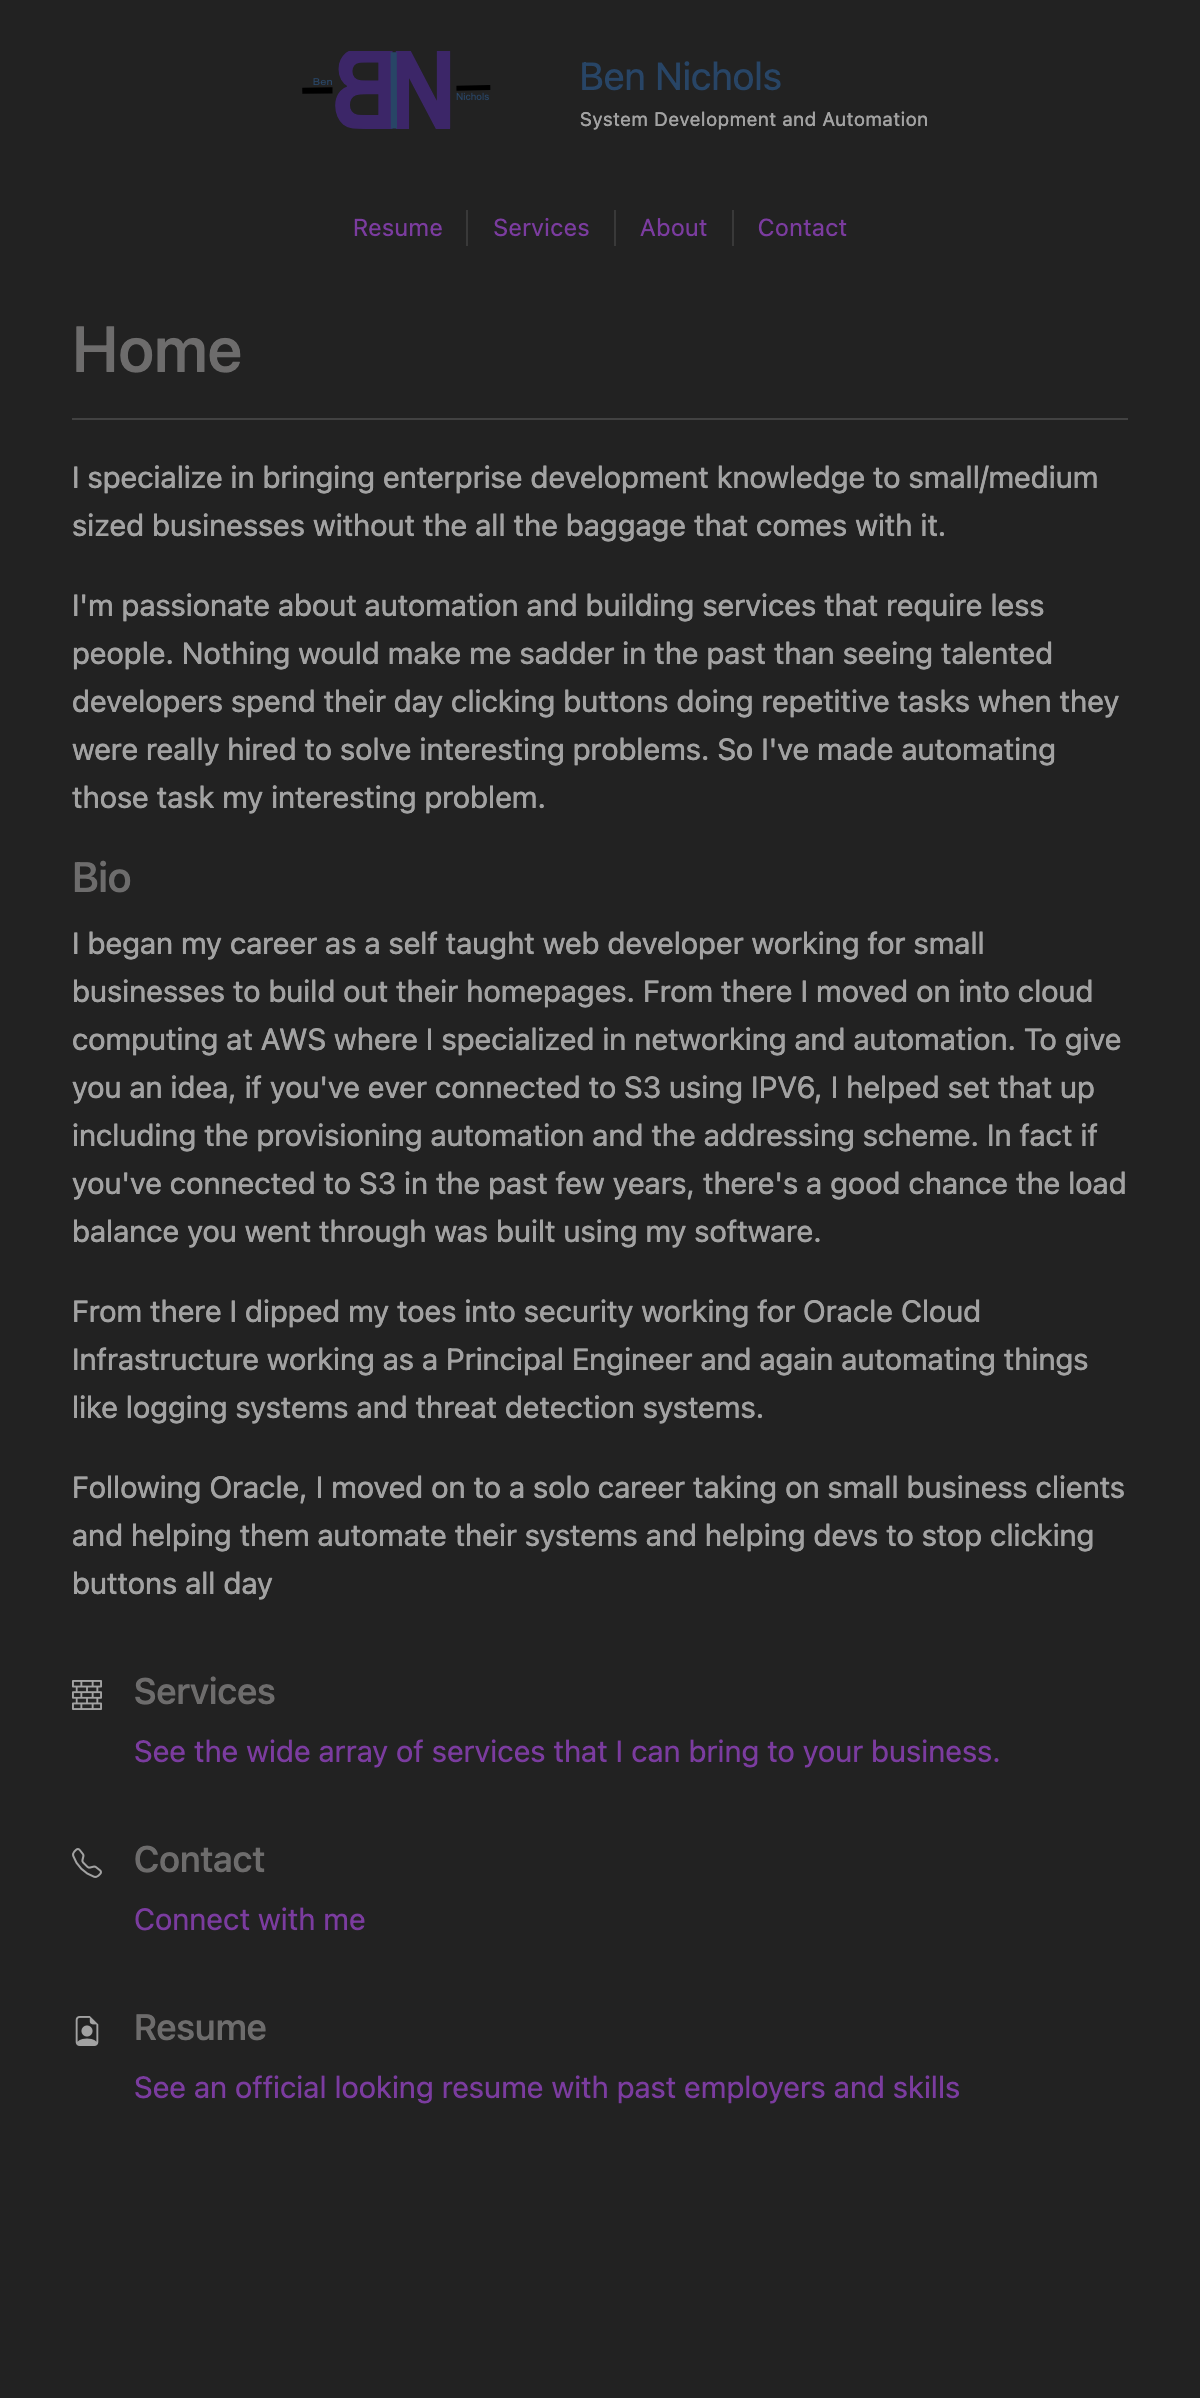 Ben
BN
Nichols
Ben Nichols
System Development and Automation
Resume
Services
About
Contact
Home
I specialize in bringing enterprise development knowledge to small/medium
sized businesses without the all the baggage that comes with it.
I'm passionate about automation and building services that require less
people. Nothing would make me sadder in the past than seeing talented
developers spend their day clicking buttons doing repetitive tasks when they
were really hired to solve interesting problems. So I've made automating
those task my interesting problem.
Bio
I began my career as a self taught web developer working for small
businesses to build out their homepages. From there I moved on into cloud
computing at AWS where I specialized in networking and automation. To give
you an idea, if you've ever connected to S3 using IPV6, I helped set that up
including the provisioning automation and the addressing scheme. In fact if
you've connected to S3 in the past few years, there's a good chance the load
balance you went through was built using my software.
From there I dipped my toes into security working for Oracle Cloud
Infrastructure working as a Principal Engineer and again automating things
like logging systems and threat detection systems.
Following Oracle, I moved on to a solo career taking on small business clients
and helping them automate their systems and helping devs to stop clicking
buttons all day
Services
See the wide array of services that I can bring to your business.
Contact
Connect with me
Resume
See an official looking resume with past employers and skills